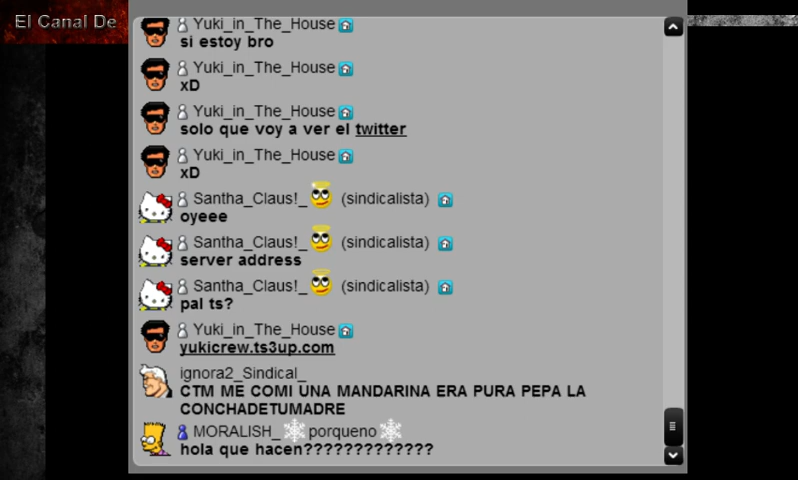 El Canal De
Yuki_in_The_House
si estoy bro
Yuki_in_The_House
xD
Yuki_in_The_House
solo que voy a ver el twitter
Yuki_in_The_House
xD
Santha_Claus!_ (sindicalista)
oyeee
Santha_Claus!_ (sindicalista)
server address
Santha_Claus!_ (sindicalista)
pal ts?
Yuki_in_The_House
yukicrew.ts3up.com
ignora2_Sindical_
CTM ME COMI UNA MANDARINA ERA PURA PEPA LA
CONCHADETUMADRE
MORALISH_ porqueno
hola que hacen?????????????